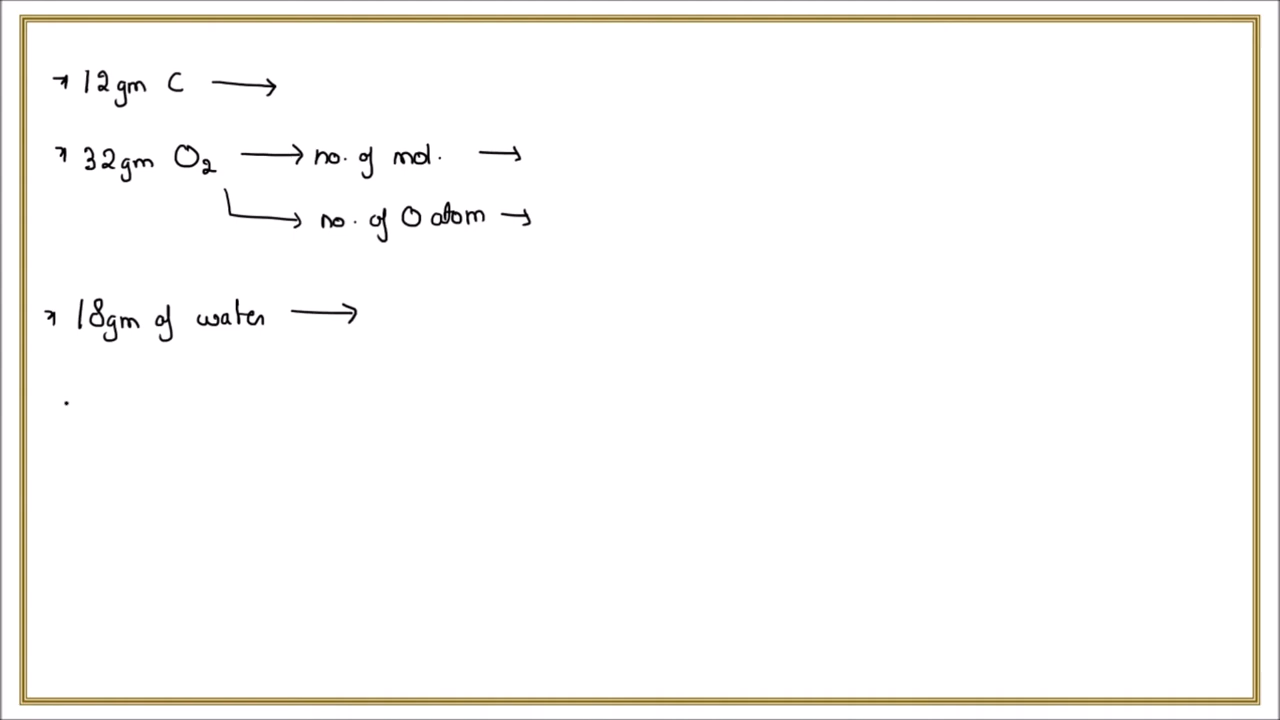 → 12gm C ⟶
→ 32gm O₂ ⟶ no. of mol. →
⟶ no. of O atom →
→ 18gm of water ⟶